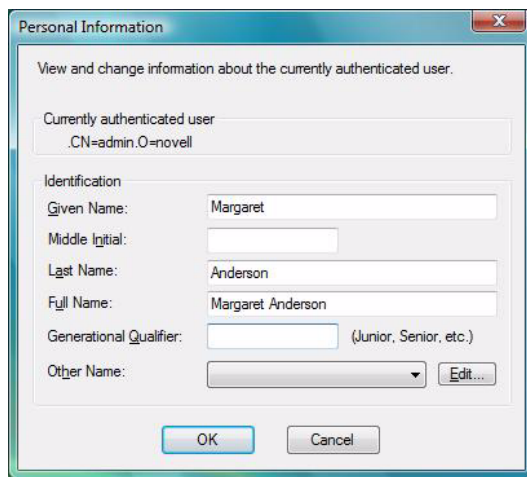 Personal Information
View and change information about the currently authenticated user.
Currently authenticated user
.CN=admin.O=novell
Identification
Given Name: Margaret
Middle Initial:
Last Name: Anderson
Full Name: Margaret Anderson
Generational Qualifier: (Junior, Senior, etc.)
Other Name: Edit...
OK Cancel